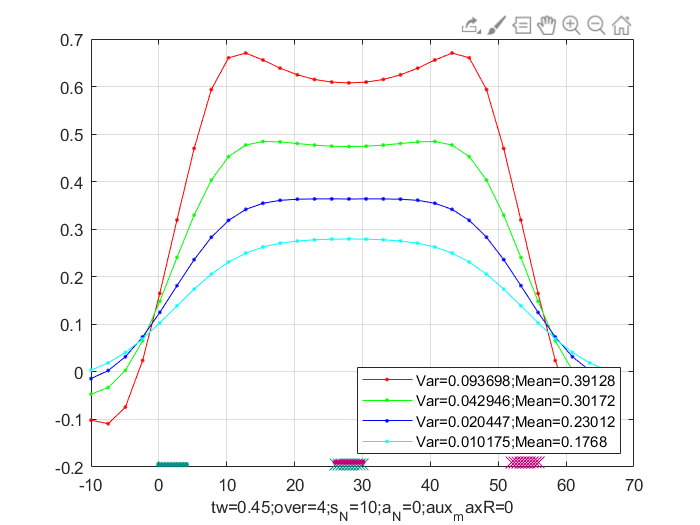 0.7
0.6
0.5
0.4
0.3
0.2
0.1
0
-0.1
-0.2
-10 0 10 20 30 40 50 60 70
Var=0.093698;Mean=0.39128
Var=0.042946;Mean=0.30172
Var=0.020447;Mean=0.23012
Var=0.010175;Mean=0.1768
tw=0.45;over=4;s_N=10;a_N=0;aux_maxR=0